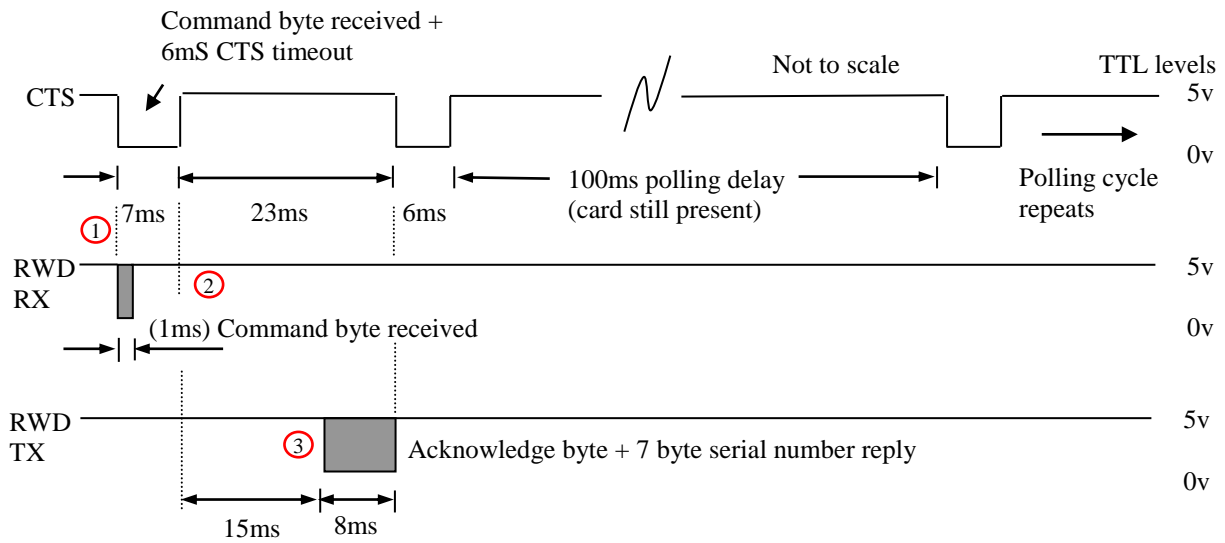 Command byte received +
6mS CTS timeout
Not to scale
TTL levels
CTS
5v
0v
100ms polling delay
(card still present)
Polling cycle
repeats
7ms
23ms
6ms
1
RWD
RX
2
5v
0v
(1ms) Command byte received
RWD
TX
3
Acknowledge byte + 7 byte serial number reply
5v
0v
15ms
8ms